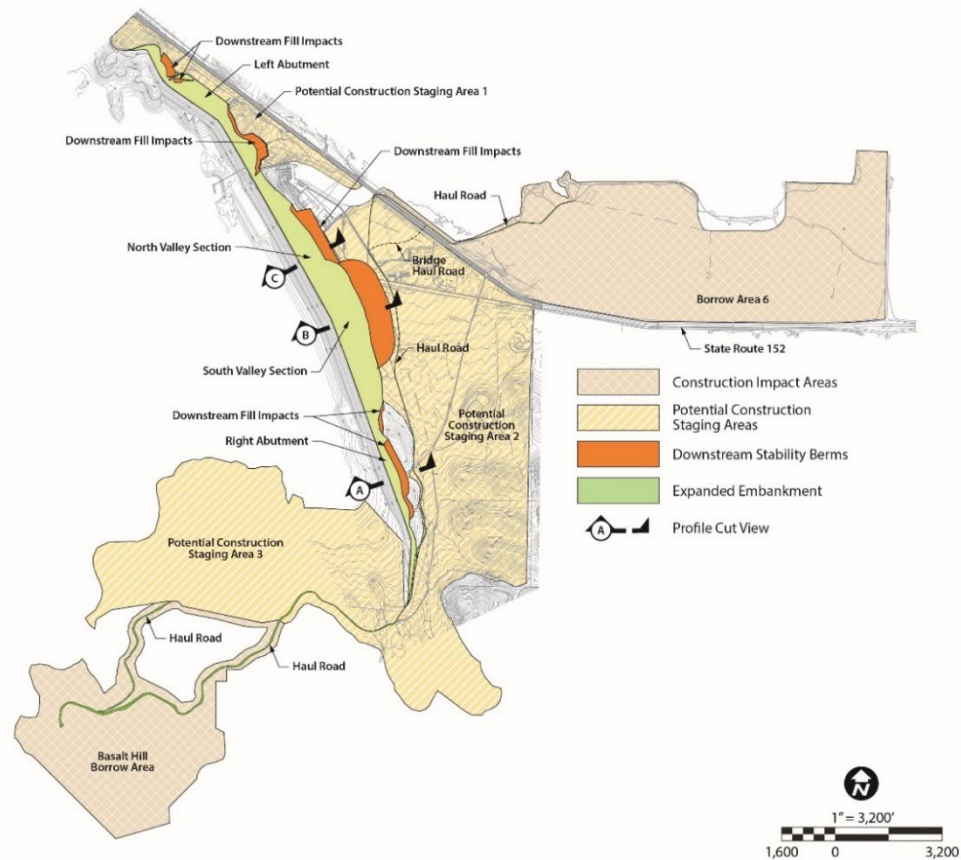 Downstream Fill Impacts
Left Abutment
Potential Construction Staging Area 1
Downstream Fill Impacts
Downstream Fill Impacts
Haul Road
North Valley Section
Bridge
Haul Road
C
Borrow Area 6
B
Haul Road
State Route 152
South Valley Section
Construction Impact Areas
Downstream Fill Impacts
Potential
Construction
Staging Area 2
Potential Construction
Staging Areas
Right Abutment
Downstream Stability Berms
A
Expanded Embankment
A
Profile Cut View
Potential Construction
Staging Area 3
Haul Road
Haul Road
Basalt Hill
Borrow Area
N
1" = 3,200'
1,600 0 3,200